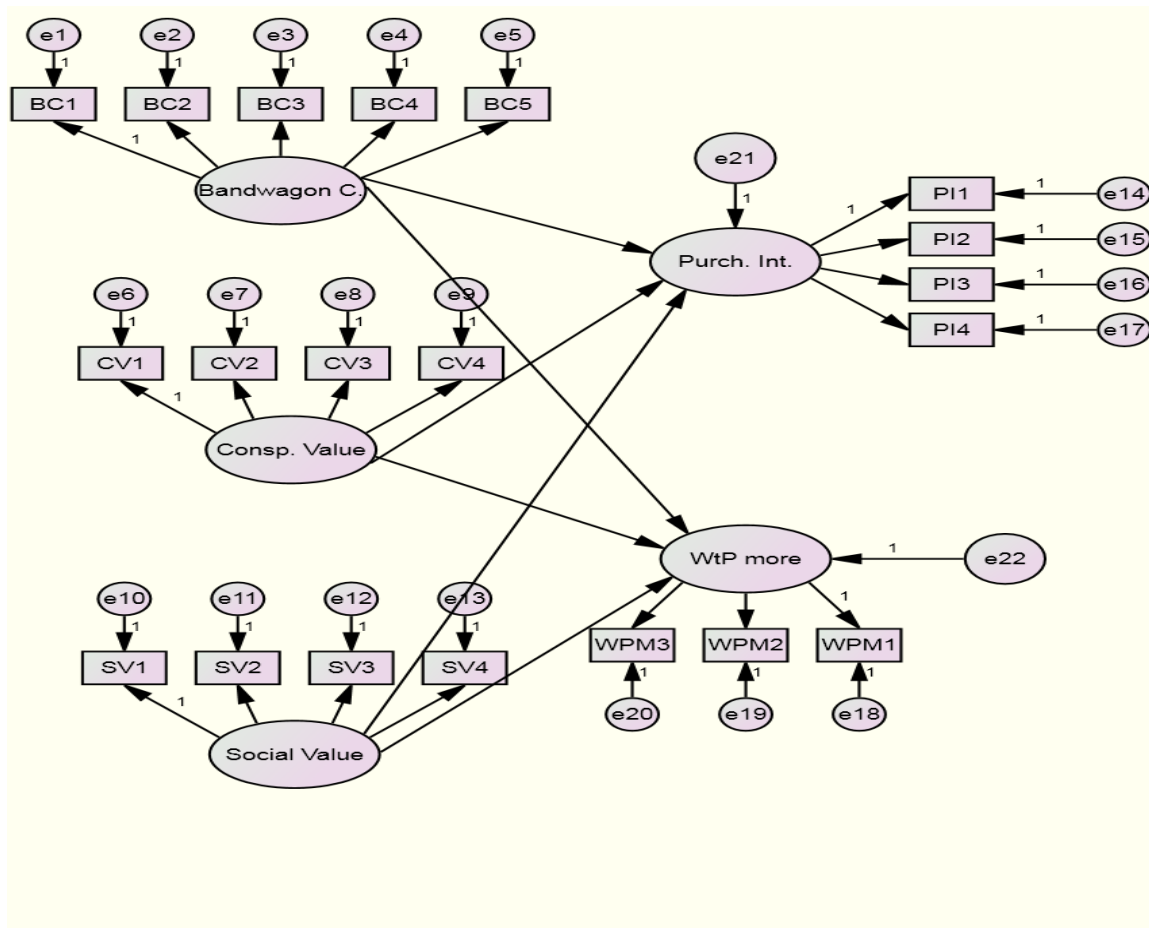 e1 e2 e3 e4 e5
1 1 1 1 1
BC1 BC2 BC3 BC4 BC5
1
Bandwagon C.
e21
1
PI1 1 e14
1
PI2 1 e15
Purch. Int.
PI3 1 e16
PI4 1 e17
e6 e7 e8 e9
1 1 1 1
CV1 CV2 CV3 CV4
1
Consp. Value
WtP more 1 e22
1
e10 e11 e12 e13
1 1 1 1
SV1 SV2 SV3 SV4
1
Social Value
WPM3 WPM2 WPM1
1 1 1
e20 e19 e18